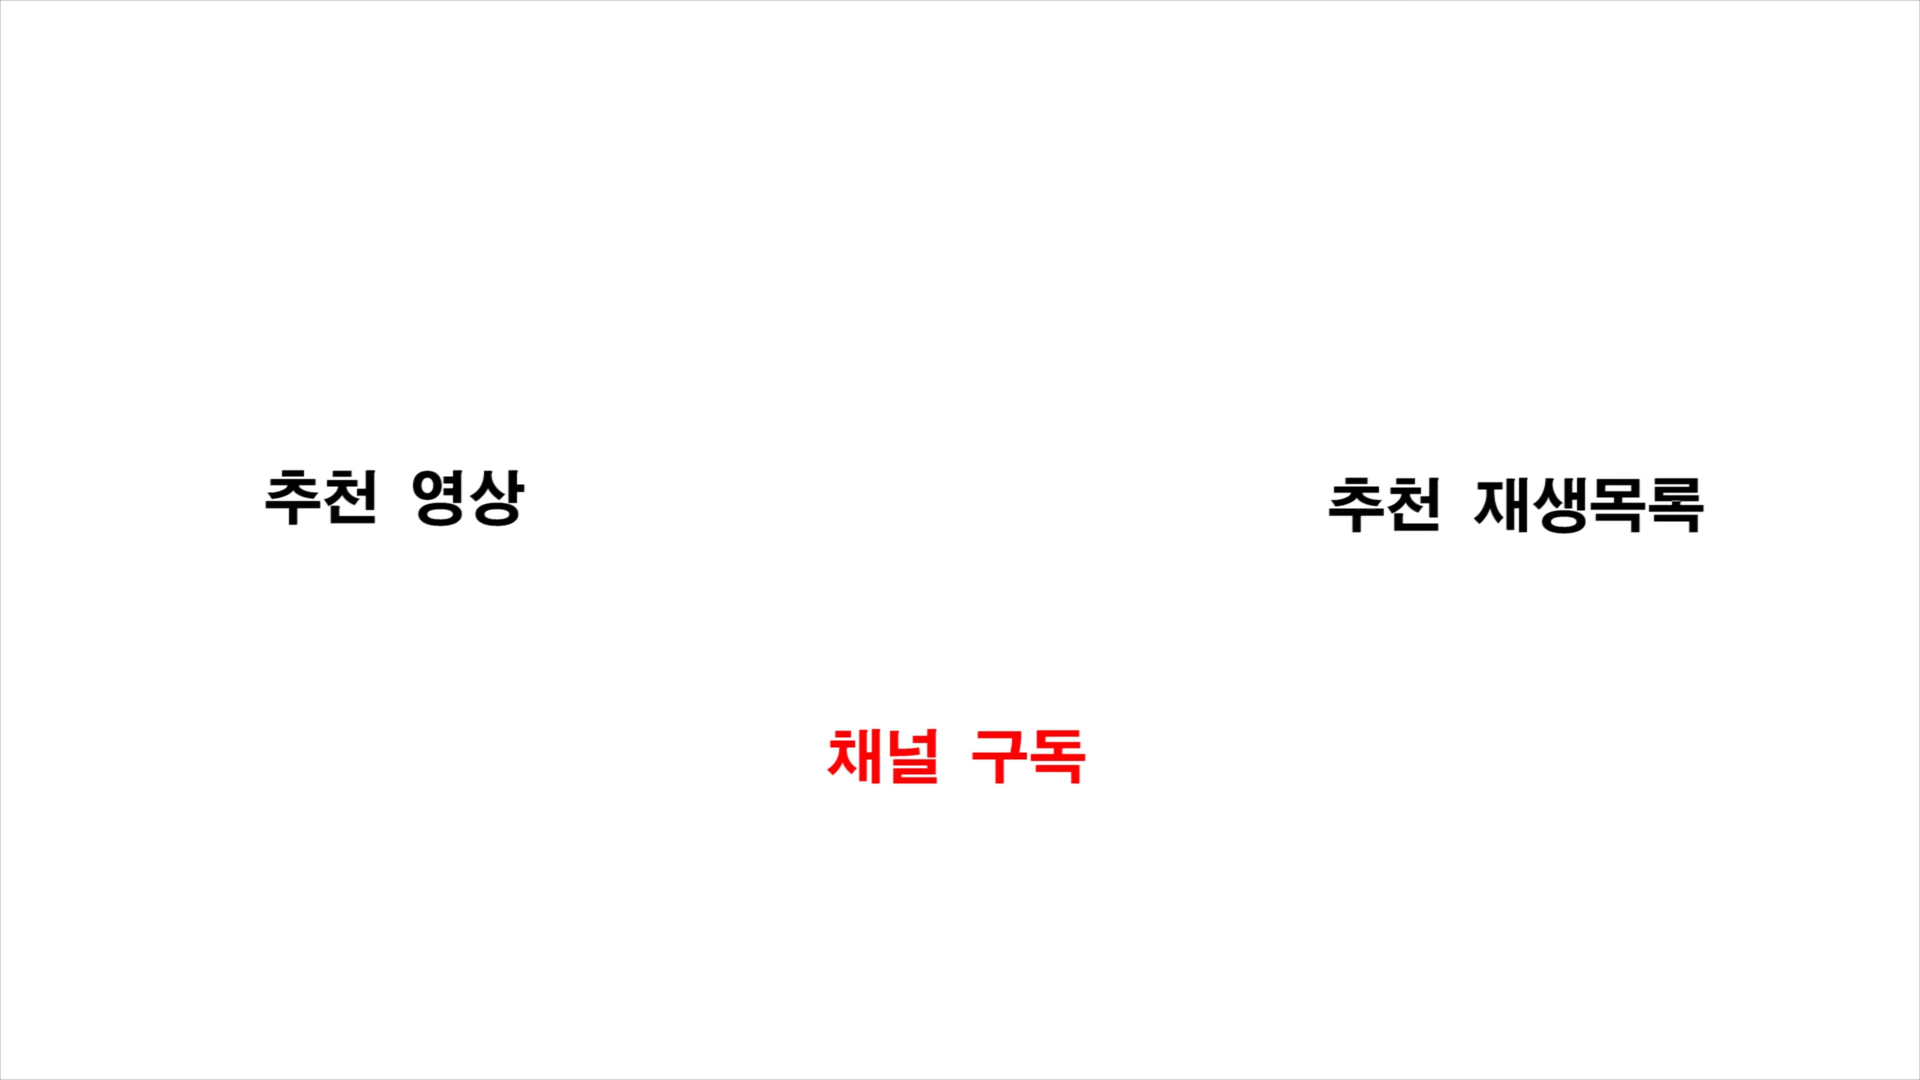 추천 영상
추천 재생목록
채널 구독